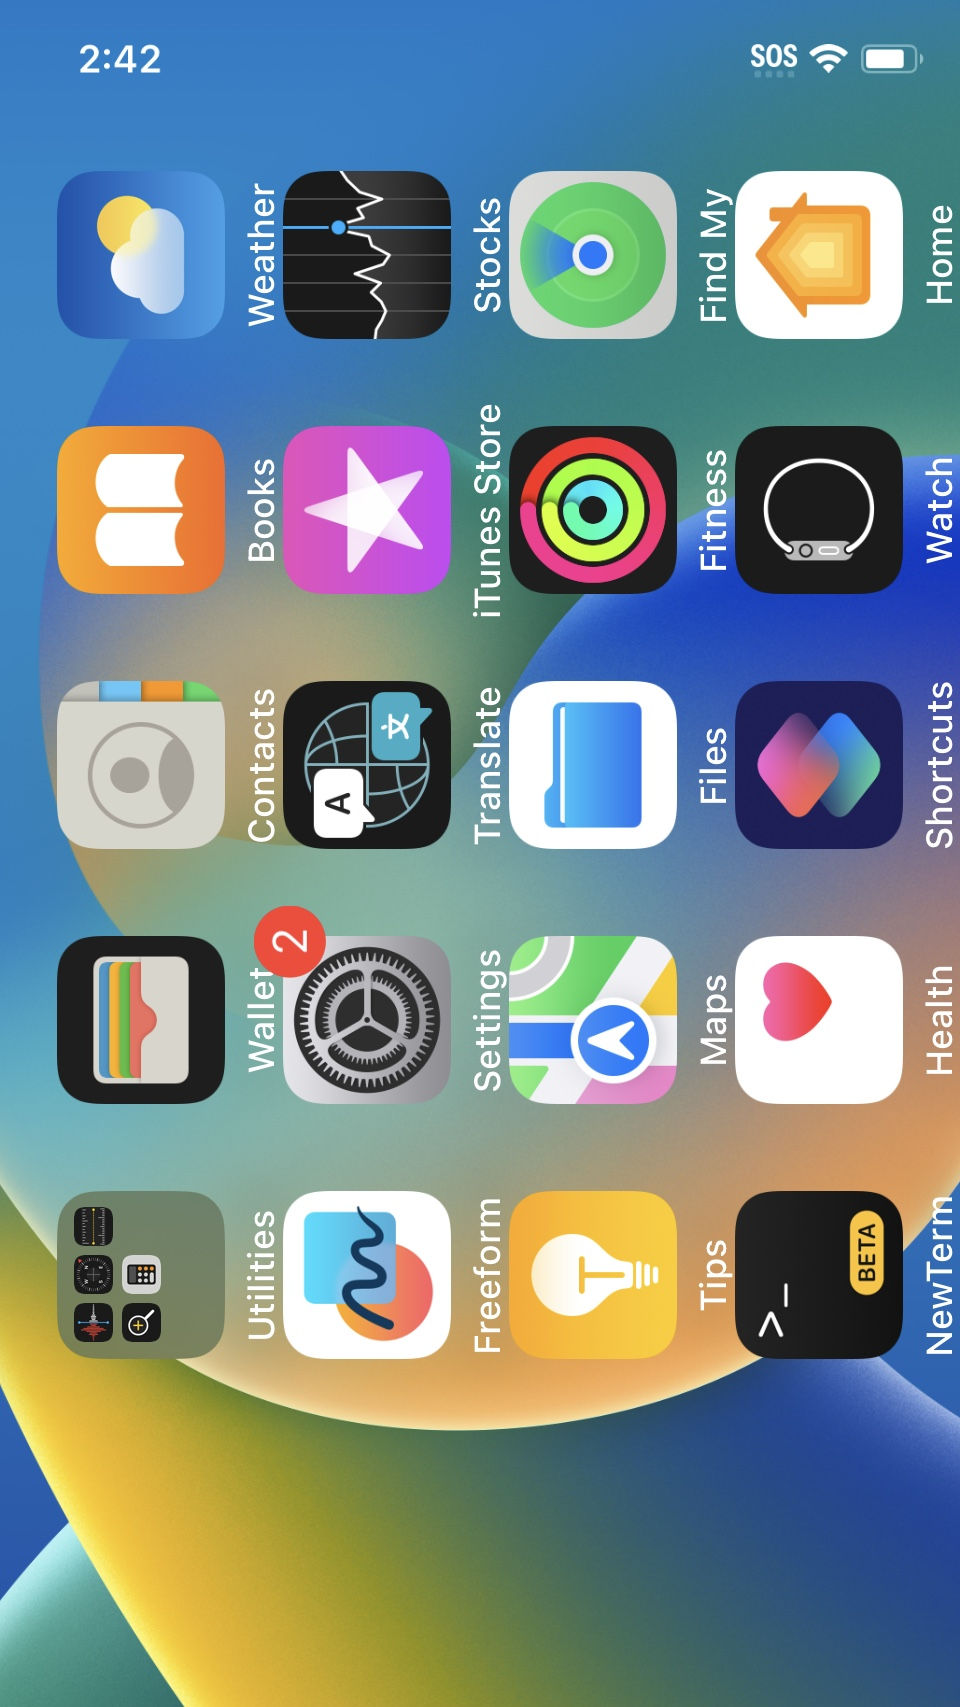 2:42
SOS
Utilities
Wallet
Contacts
Books
Weather
2
A
文
Freeform
Settings
Translate
iTunes Store
Stocks
Tips
Maps
Files
Fitness
Find My
>_
BETA
NewTerm
Health
Shortcuts
Watch
Home